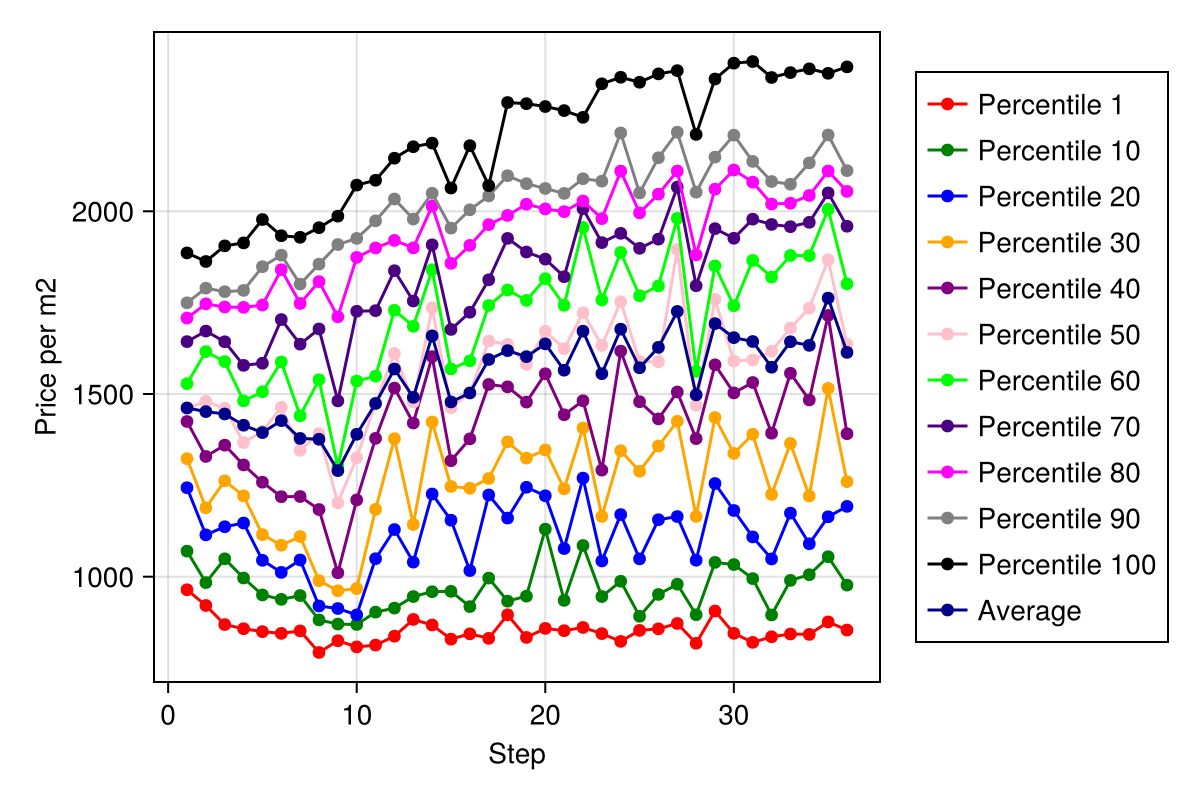 2000
1500
1000
Price per m2
0 10 20 30
Step
Percentile 1
Percentile 10
Percentile 20
Percentile 30
Percentile 40
Percentile 50
Percentile 60
Percentile 70
Percentile 80
Percentile 90
Percentile 100
Average